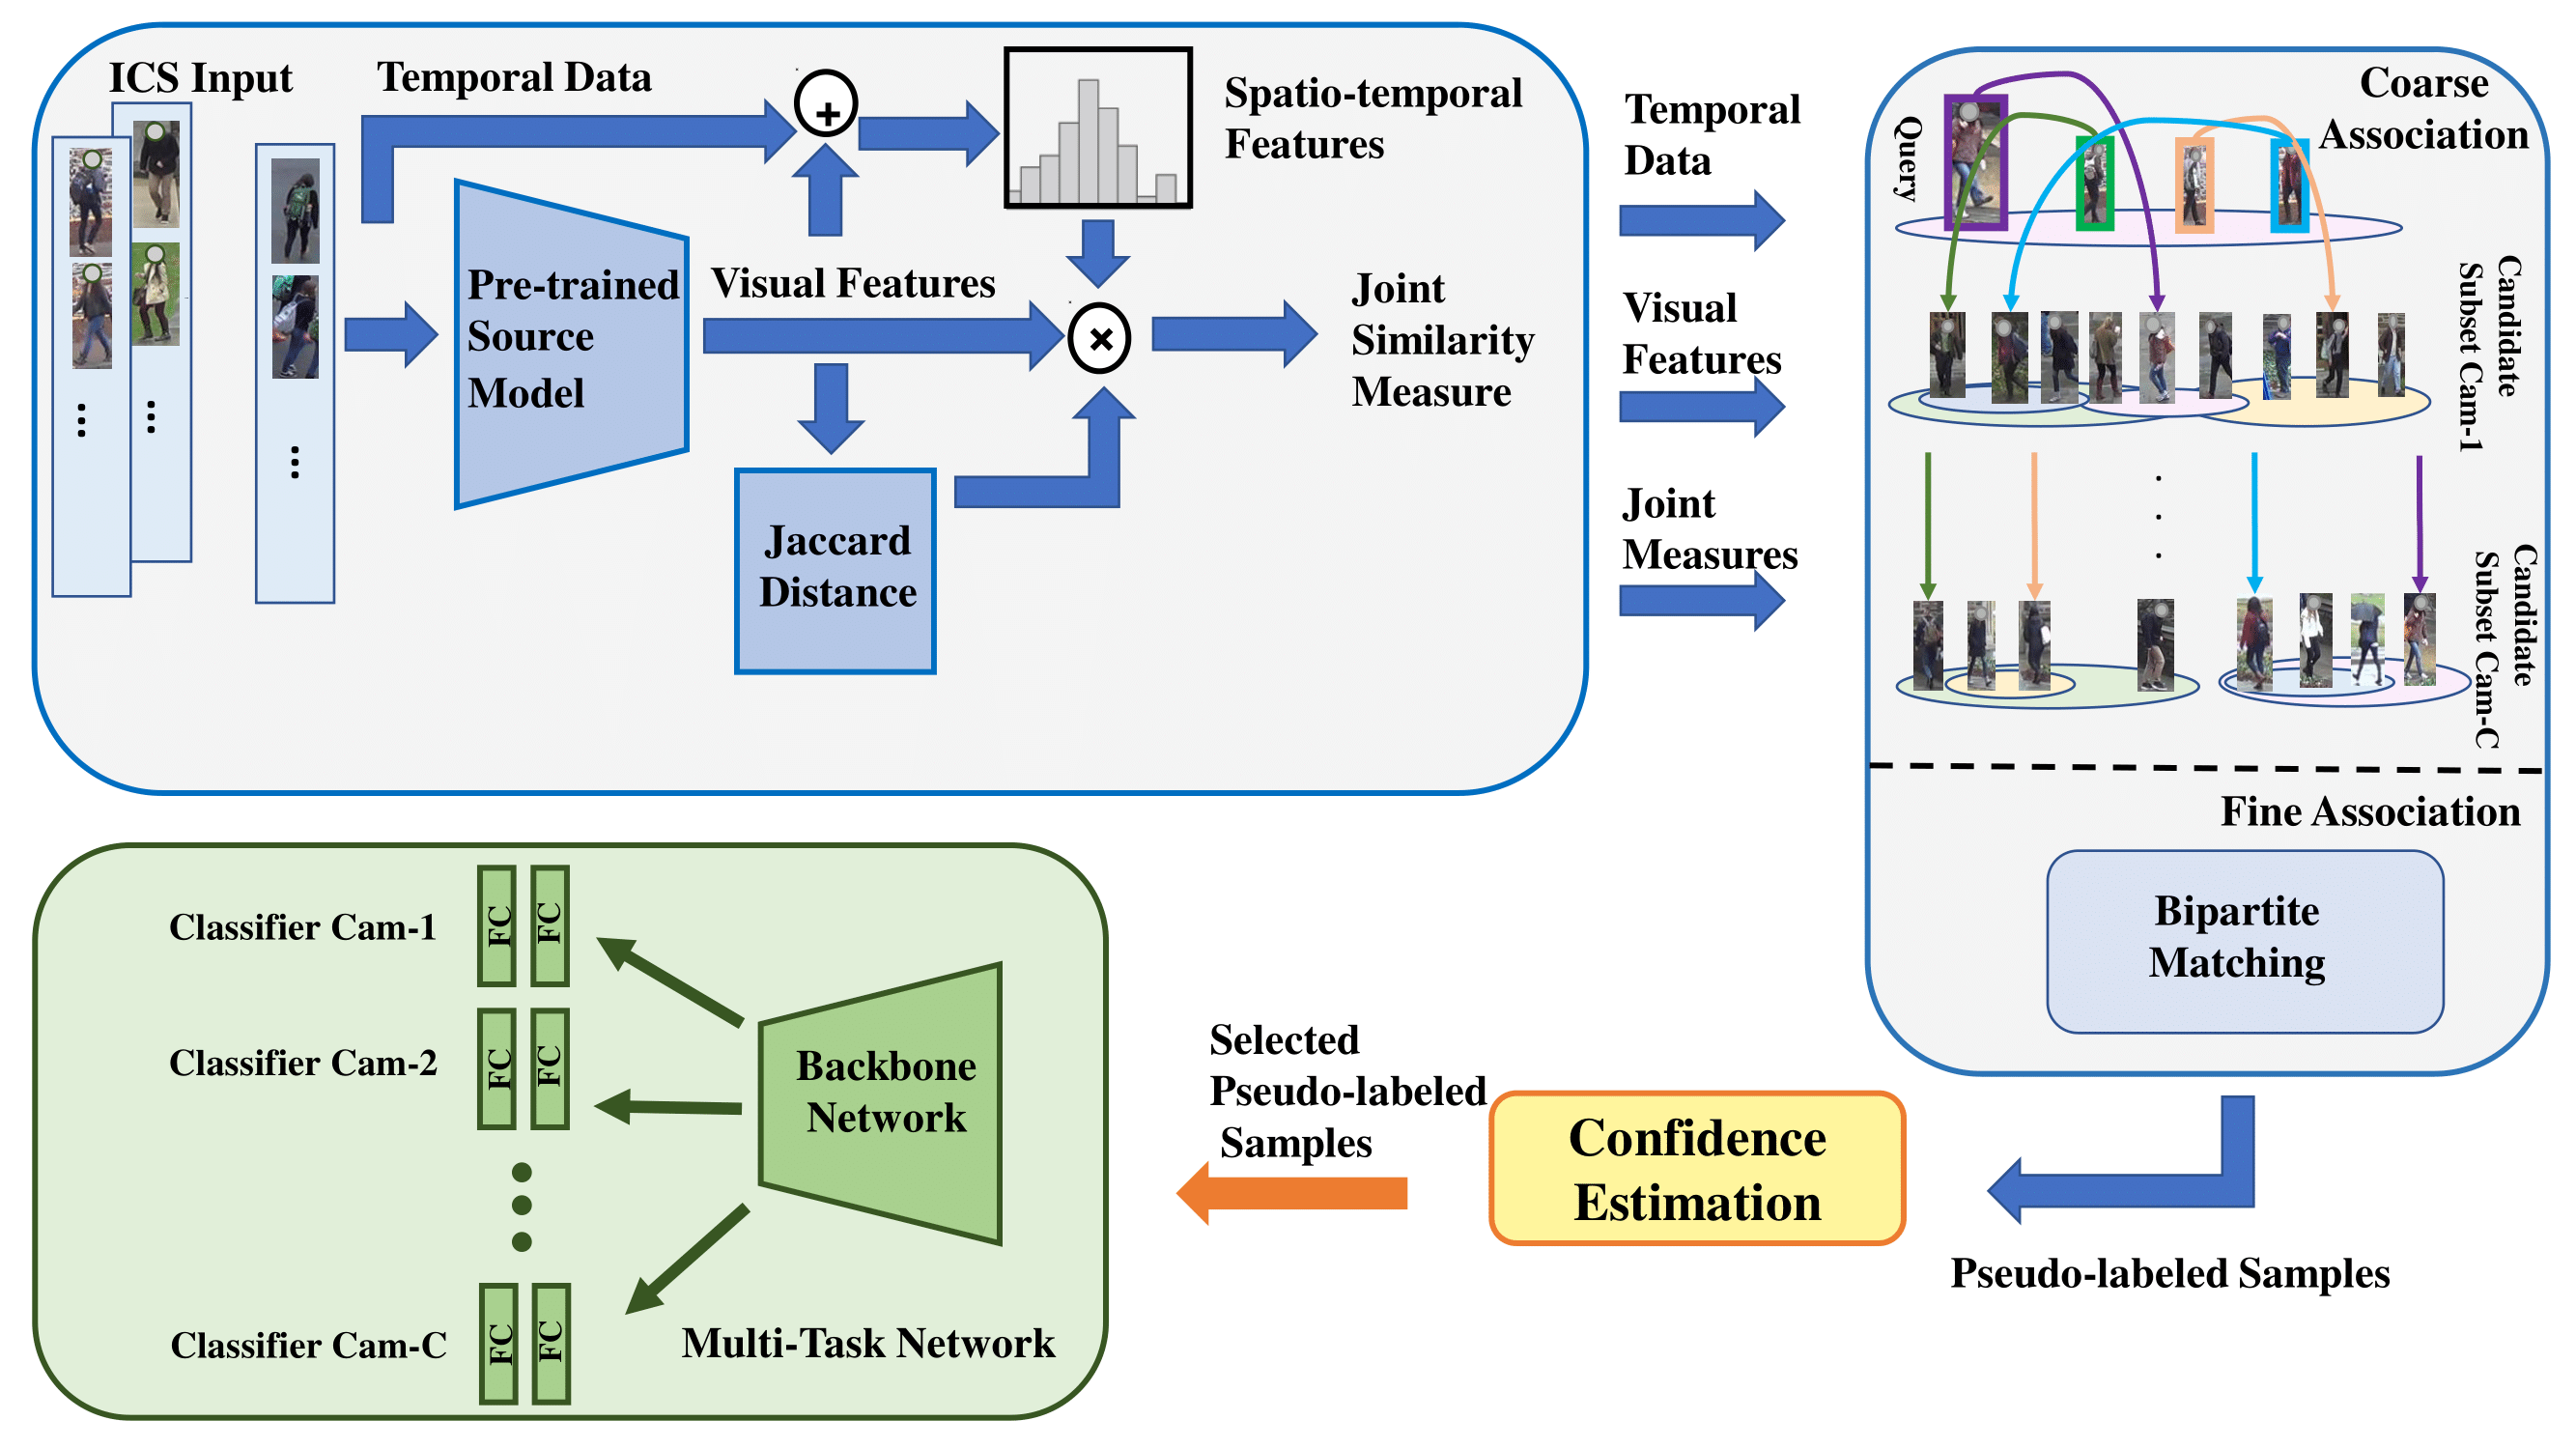 ICS Input
Temporal Data
+
Spatio-temporal
Features
Pre-trained
Source
Model
Visual Features
×
Joint
Similarity
Measure
Jaccard
Distance
...
...
...
Temporal
Data
Visual
Features
Joint
Measures
Coarse
Association
Query
Candidate
Subset Cam-1
Candidate
Subset Cam-C
Fine Association
Bipartite
Matching
Pseudo-labeled Samples
Confidence
Estimation
Selected
Pseudo-labeled
Samples
Backbone
Network
Classifier Cam-1
FC FC
Classifier Cam-2
FC FC
Classifier Cam-C
FC FC
Multi-Task Network